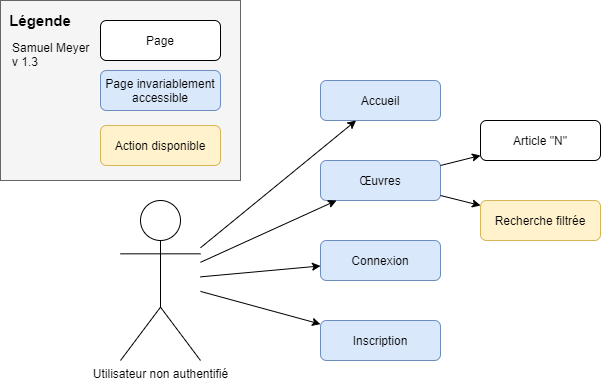 Légende
Samuel Meyer
v 1.3
Page
Page invariablement
accessible
Action disponible
Accueil
Œuvres
Article "N"
Recherche filtrée
Connexion
Inscription
Utilisateur non authentifié